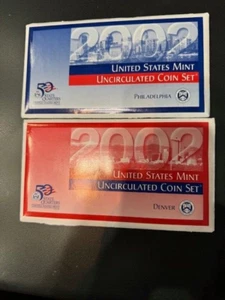 2002
UNITED STATES MINT
UNCIRCULATED COIN SET
PHILADELPHIA
2002
UNITED STATES MINT
UNCIRCULATED COIN SET
DENVER